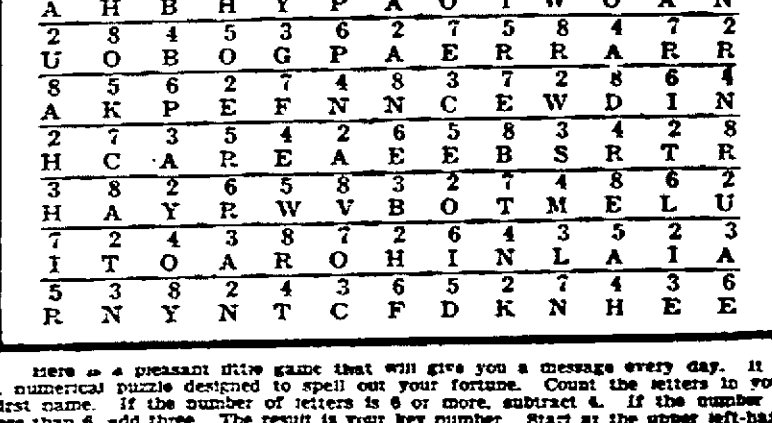 A H B H Y P A O T W O A N
2 8 4 5 3 6 2 7 5 8 4 7 2
U O B O G P A E R R A R R
8 5 6 2 7 4 8 3 7 2 8 6 4
A K P E F N N C E W D I N
2 7 3 5 4 2 6 5 8 3 4 2 8
H C A R E A E E B S R T R
3 8 2 6 5 8 3 2 7 4 8 6 2
H A Y R W V B O T M E L U
7 2 4 3 8 7 2 6 4 3 5 2 3
I T O A R O H I N L A I A
5 3 8 2 4 3 6 5 2 7 4 3 6
R N Y N T C F D K N H E E
Here is a pleasant little game that will give you a message every day. It
numerical puzzle designed to spell out your fortune. Count the letters in
first name. If the number of letters is 6 or more, subtract 4. If the number
than 6, add three. The result is your key number. Start at the upper